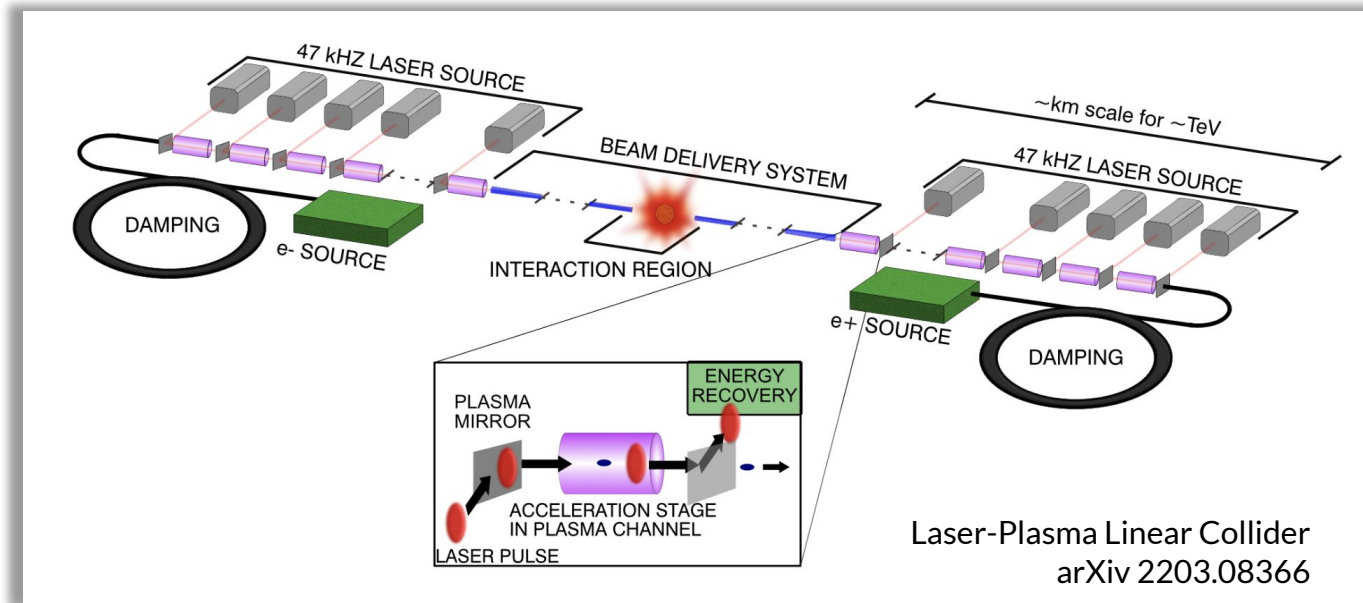 47 kHZ LASER SOURCE
~km scale for ~TeV
BEAM DELIVERY SYSTEM
47 kHZ LASER SOURCE
DAMPING
e- SOURCE
INTERACTION REGION
e+ SOURCE
DAMPING
ENERGY
RECOVERY
PLASMA
MIRROR
ACCELERATION STAGE
IN PLASMA CHANNEL
LASER PULSE
Laser-Plasma Linear Collider
arXiv 2203.08366